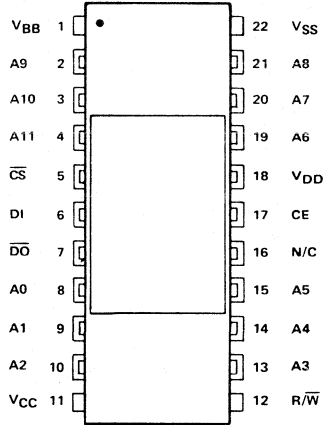 VBB 1 22 VSS
A9 2 21 A8
A10 3 20 A7
A11 4 19 A6
C̅S̅ 5 18 VDD
DI 6 17 CE
D̅O̅ 7 16 N/C
A0 8 15 A5
A1 9 14 A4
A2 10 13 A3
VCC 11 12 R/W̅